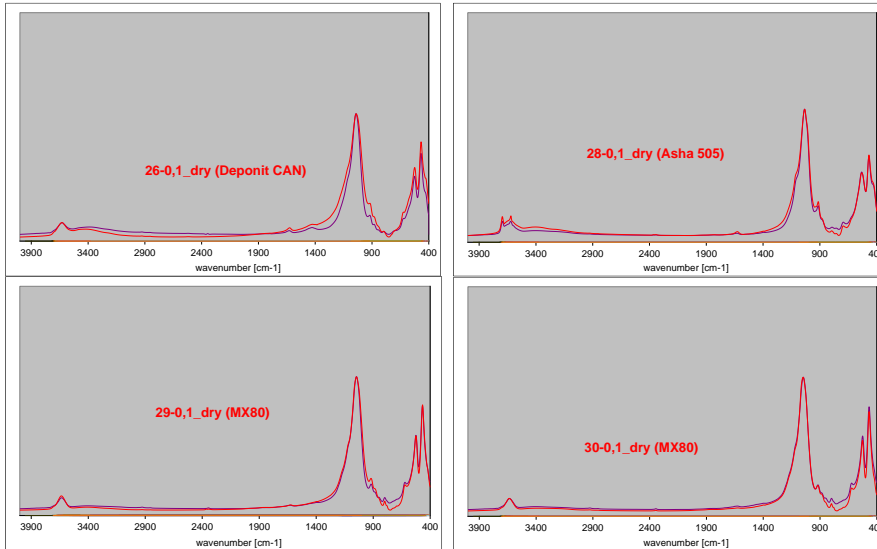 26-0,1_dry (Deponit CAN)
3900 3400 2900 2400 1900 1400 900 400
wavenumber [cm-1]
28-0,1_dry (Asha 505)
3900 3400 2900 2400 1900 1400 900 400
wavenumber [cm-1]
29-0,1_dry (MX80)
3900 3400 2900 2400 1900 1400 900 400
wavenumber [cm-1]
30-0,1_dry (MX80)
3900 3400 2900 2400 1900 1400 900 400
wavenumber [cm-1]